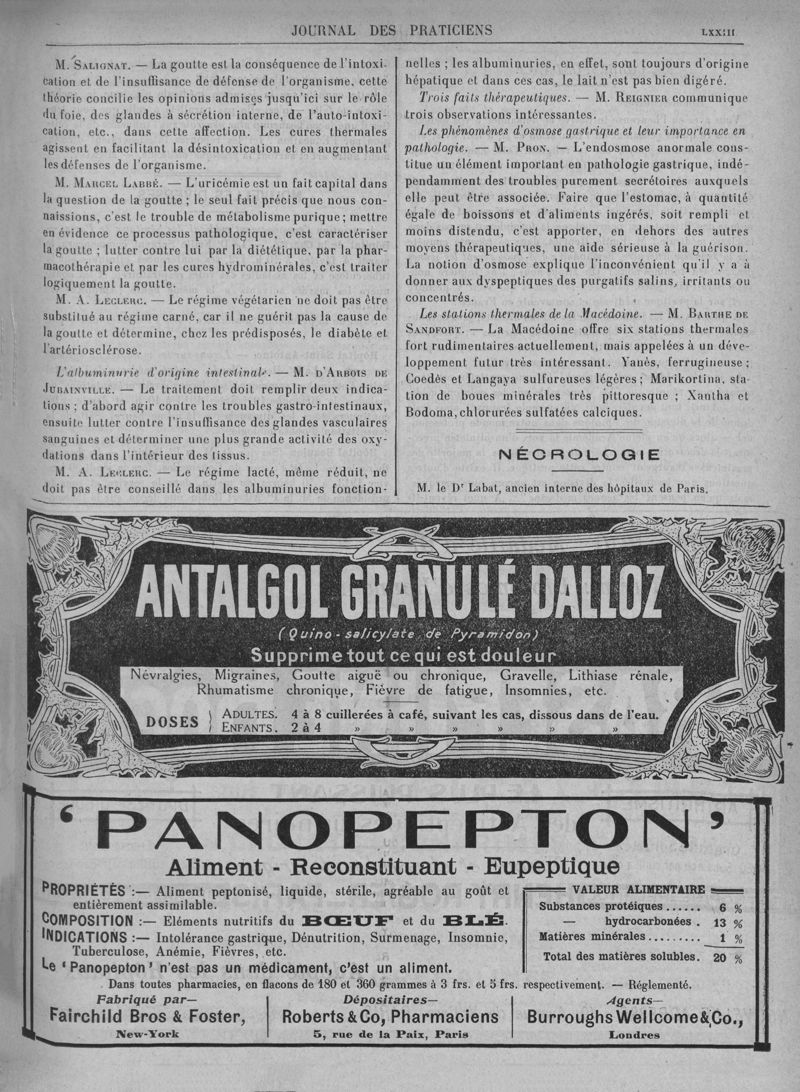 JOURNAL DES PRATICIENS
LXXIII
M. SALIGNAT. — La goutte est la conséquence de l'intoxi-
cation et de l'insuffisance de défense de l'organisme, cette
théorie concilie les opinions admises jusqu'ici sur le rôle
du foie, des glandes à sécrétion interne, de l'auto-intoxi-
cation, etc., dans cette affection. Les cures thermales
agissent en facilitant la désintoxication et en augmentant
les défenses de l'organisme.
M. MARCEL LABBÉ. — L'uricémie est un fait capital dans
la question de la goutte ; le seul fait précis que nous con-
naissions, c'est le trouble de métabolisme purique ; mettre
en évidence ce processus pathologique, c'est caractériser
la goutte ; lutter contre lui par la diététique, par la phar-
macothérapie et par les cures hydrominérales, c'est traiter
logiquement la goutte.
M. A. LECLERC. — Le régime végétarien ne doit pas être
substitué au régime carné, car il ne guérit pas la cause de
la goutte et détermine, chez les prédisposés, le diabète et
l'artériosclérose.
L'albuminurie d'origine intestinale. — M. D'ARBOIS DE
JUBAINVILLE. — Le traitement doit remplir deux indica-
tions ; d'abord agir contre les troubles gastro-intestinaux,
ensuite lutter contre l'insuffisance des glandes vasculaires
sanguines et déterminer une plus grande activité des oxy-
dations dans l'intérieur des tissus.
M. A. LECLERC. — Le régime lacté, même réduit, ne
doit pas être conseillé dans les albuminuries fonction-
nelles ; les albuminuries, en effet, sont toujours d'origine
hépatique et dans ces cas, le lait n'est pas bien digéré.
Trois faits thérapeutiques. — M. REIGNIER communique
trois observations intéressantes.
Les phénomènes d'osmose gastrique et leur importance en
pathologie. — M. PRON. — L'endosmose anormale cons-
titue un élément important en pathologie gastrique, indé-
pendamment des troubles purement secrétoires auxquels
elle peut être associée. Faire que l'estomac, à quantité
égale de boissons et d'aliments ingérés, soit rempli et
moins distendu, c'est apporter, en dehors des autres
moyens thérapeutiques, une aide sérieuse à la guérison.
La notion d'osmose explique l'inconvénient qu'il y a à
donner aux dyspeptiques des purgatifs salins, irritants ou
concentrés.
Les stations thermales de la Macédoine. — M. BARTHE DE
SANDFORT. — La Macédoine offre six stations thermales
fort rudimentaires actuellement, mais appelées à un déve-
loppement futur très intéressant. Yanès, ferrugineuse ;
Coedès et Langaya sulfureuses légères ; Marikortina, sta-
tion de boues minérales très pittoresque ; Xantha et
Bodoma, chlorurées sulfatées calciques.
NÉCROLOGIE
M. le Dr Labat, ancien interne des hôpitaux de Paris.
ANTALGOL GRANULÉ DALLOZ
(Quino-salicylate de Pyramidon)
Supprime tout ce qui est douleur
Névralgies, Migraines, Goutte aiguë ou chronique, Gravelle, Lithiase rénale,
Rhumatisme chronique, Fièvre de fatigue, Insomnies, etc.
DOSES
ADULTES. 4 à 8 cuillerées à café, suivant les cas, dissous dans de l'eau.
ENFANTS. 2 à 4 » » » » » »
'PANOPEPTON'
Aliment - Reconstituant - Eupeptique
PROPRIÉTÉS :— Aliment peptonisé, liquide, stérile, agréable au goût et
entièrement assimilable.
COMPOSITION :— Eléments nutritifs du BŒUF et du BLÉ.
INDICATIONS :— Intolérance gastrique, Dénutrition, Surmenage, Insomnie,
Tuberculose, Anémie, Fièvres, etc.
Le 'Panopepton' n'est pas un médicament, c'est un aliment.
VALEUR ALIMENTAIRE
Substances protéiques ...... 6 %
— hydrocarbonées . 13 %
Matières minérales ......... 1 %
Total des matières solubles. 20 %
Dans toutes pharmacies, en flacons de 180 et 360 grammes à 3 frs. et 5 frs. respectivement. — Réglementé.
Fabriqué par—
Fairchild Bros & Foster,
New-York
Dépositaires—
Roberts & Co, Pharmaciens
5, rue de la Paix, Paris
Agents—
Burroughs Wellcome & Co.,
Londres